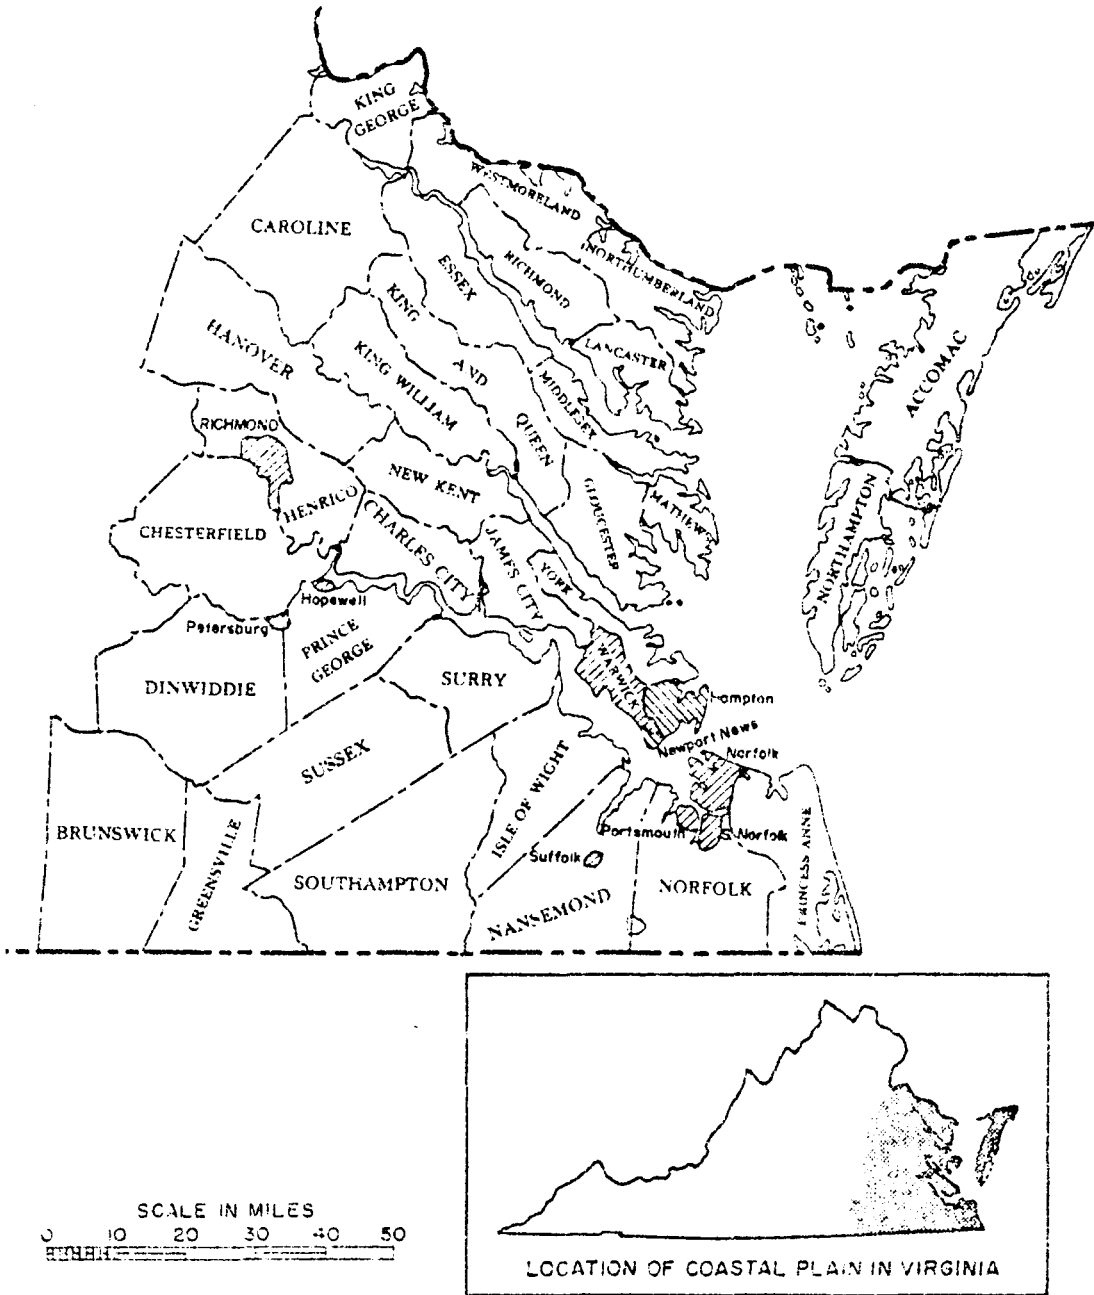 KING
GEORGE
WESTMORELAND
CAROLINE
ESSEX
RICHMOND
NORTHUMBERLAND
KING
AND
QUEEN
HANOVER
KING WILLIAM
LANCASTER
MIDDLESEX
ACCOMAC
RICHMOND
NEW KENT
HENRICO
GLOUCESTER
MATHEWS
CHESTERFIELD
CHARLES CITY
JAMES CITY
YORK
NORTHAMPTON
Hopewell
Petersburg
PRINCE
GEORGE
DINWIDDIE
SURRY
WARWICK
Hampton
Newport News
Norfolk
SUSSEX
ISLE OF WIGHT
BRUNSWICK
GREENSVILLE
Portsmouth
S. Norfolk
Suffolk
SOUTHAMPTON
NANSEMOND
NORFOLK
PRINCESS ANNE
SCALE IN MILES
0 10 20 30 40 50
LOCATION OF COASTAL PLAIN IN VIRGINIA